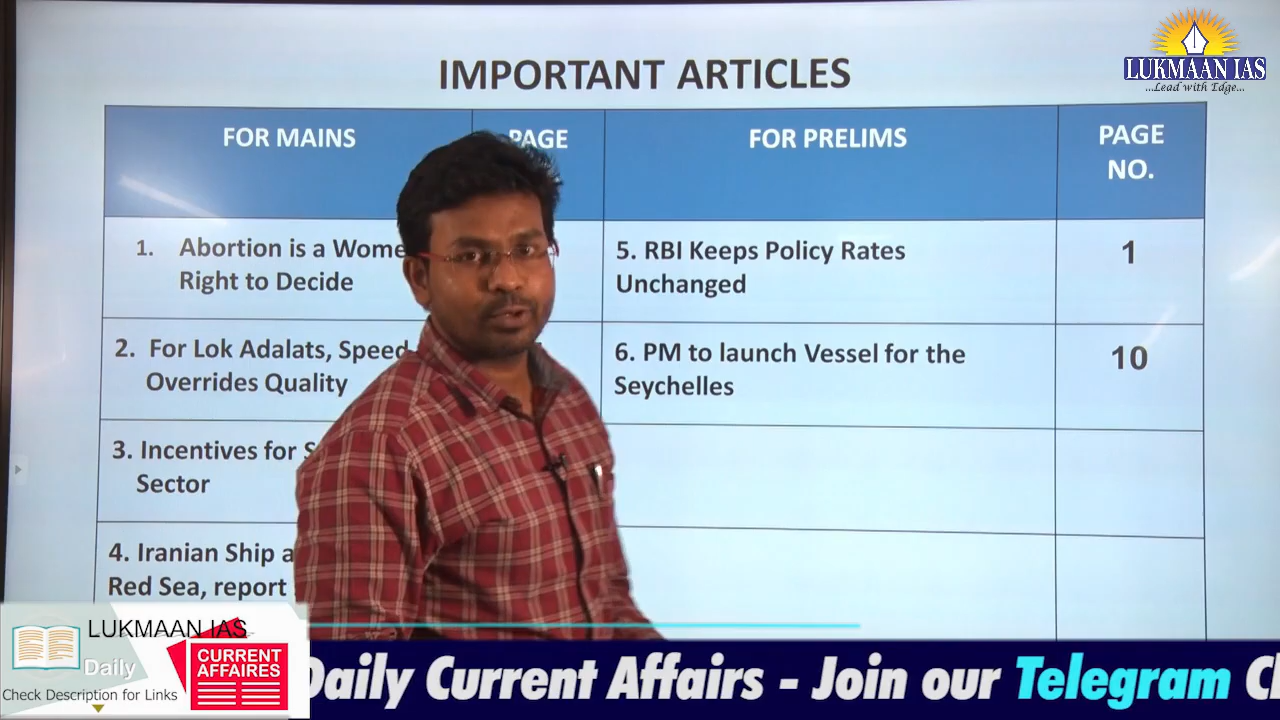 IMPORTANT ARTICLES
LUKMAAN IAS
...Lead with Edge...
FOR MAINS
PAGE
FOR PRELIMS
PAGE
NO.
1. Abortion is a Wome
Right to Decide
5. RBI Keeps Policy Rates
Unchanged
1
2. For Lok Adalats, Speed
Overrides Quality
6. PM to launch Vessel for the
Seychelles
10
3. Incentives for S
Sector
4. Iranian Ship a
Red Sea, report
LUKMAAN IAS
Daily
CURRENT
AFFAIRES
Check Description for Links
Daily Current Affairs - Join our Telegram Ch